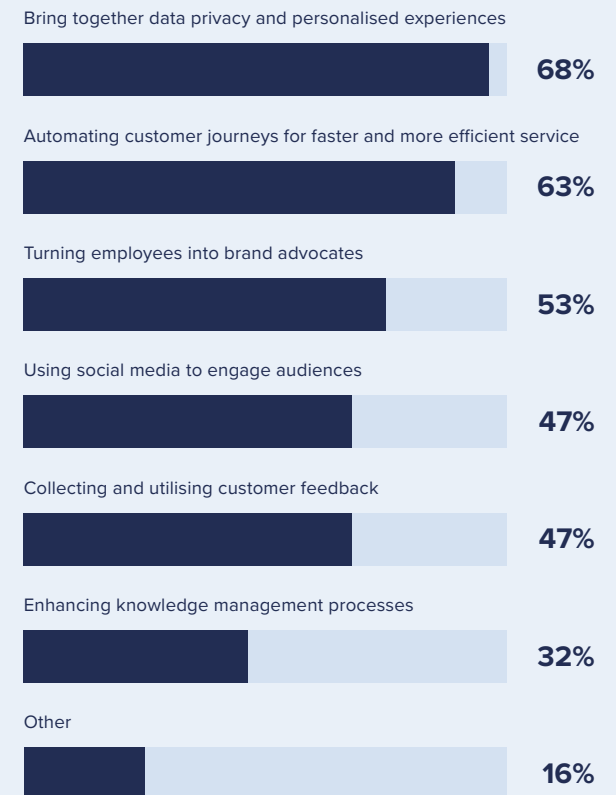 Bring together data privacy and personalised experiences
68%
Automating customer journeys for faster and more efficient service
63%
Turning employees into brand advocates
53%
Using social media to engage audiences
47%
Collecting and utilising customer feedback
47%
Enhancing knowledge management processes
32%
Other
16%